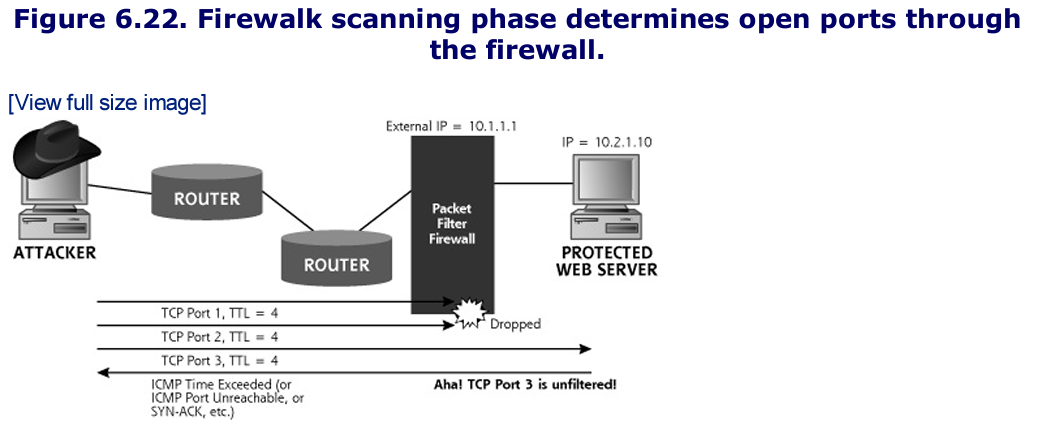 Figure 6.22. Firewalk scanning phase determines open ports through
the firewall.
[View full size image]
External IP = 10.1.1.1
IP = 10.2.1.10
ROUTER
Packet
Filter
Firewall
ATTACKER
ROUTER
PROTECTED
WEB SERVER
TCP Port 1, TTL = 4
Dropped
TCP Port 2, TTL = 4
TCP Port 3, TTL = 4
ICMP Time Exceeded (or
ICMP Port Unreachable, or
SYN-ACK, etc.)
Aha! TCP Port 3 is unfiltered!